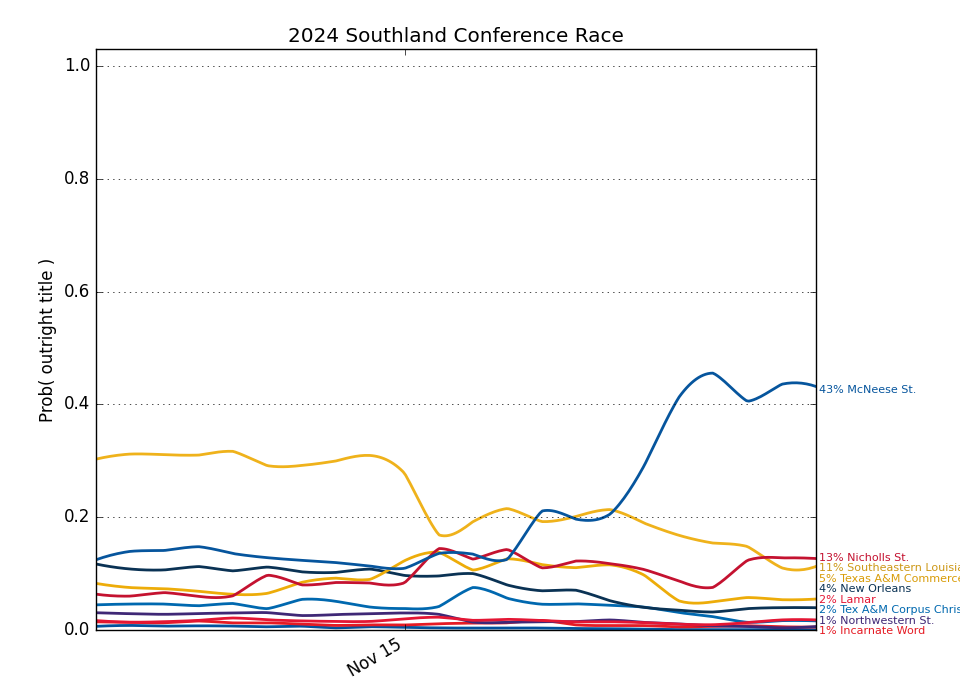 2024 Southland Conference Race
1.0
0.8
0.6
0.4
0.2
0.0
Prob( outright title )
Nov 15
43% McNeese St.
13% Nicholls St.
11% Southeastern Louisia
5% Texas A&M Commerce
4% New Orleans
2% Lamar
2% Tex A&M Corpus Chris
1% Northwestern St.
1% Incarnate Word